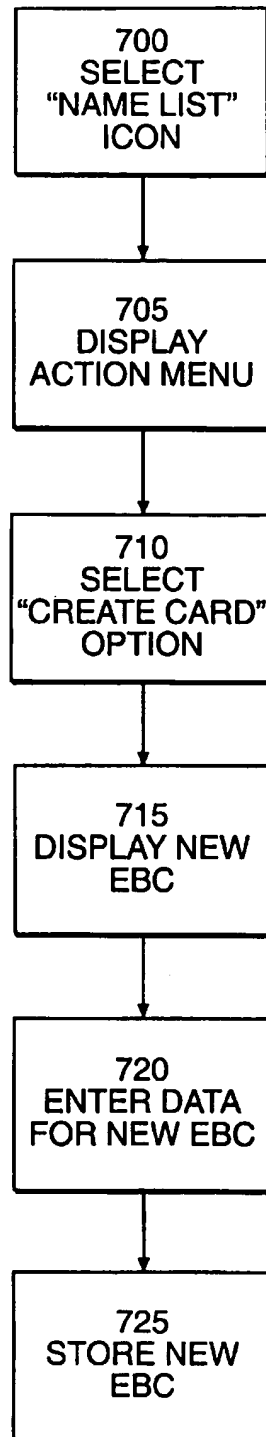 700
SELECT
“NAME LIST”
ICON
705
DISPLAY
ACTION MENU
710
SELECT
“CREATE CARD”
OPTION
715
DISPLAY NEW
EBC
720
ENTER DATA
FOR NEW EBC
725
STORE NEW
EBC